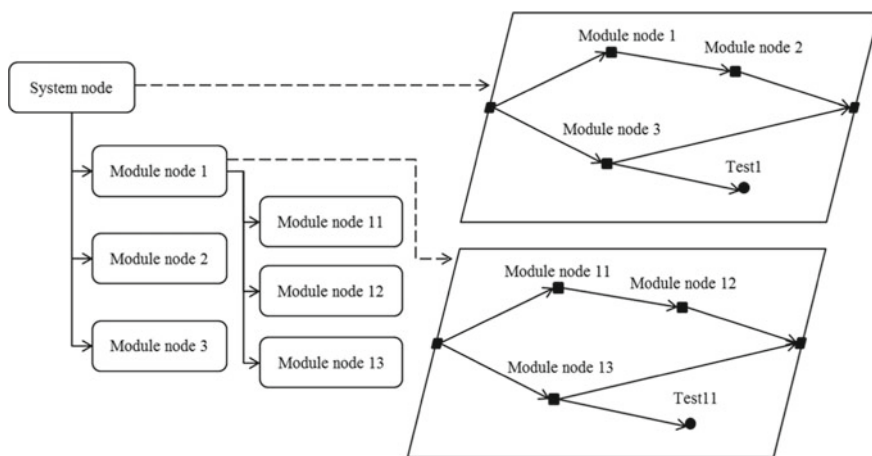 System node
Module node 1
Module node 2
Module node 3
Module node 11
Module node 12
Module node 13
Module node 1
Module node 2
Module node 3
Test1
Module node 11
Module node 12
Module node 13
Test11